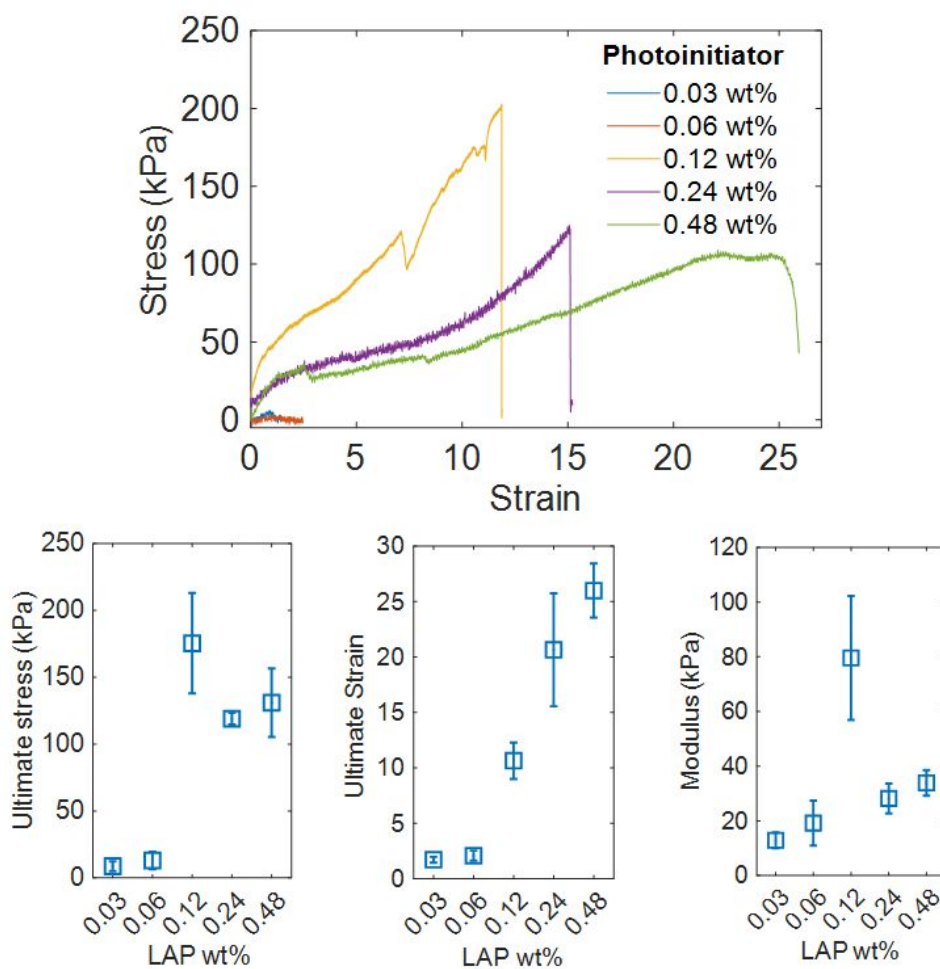 250
200
150
100
50
0
Stress (kPa)
0 5 10 15 20 25
Strain
Photoinitiator
0.03 wt%
0.06 wt%
0.12 wt%
0.24 wt%
0.48 wt%
250
200
150
100
50
0
Ultimate stress (kPa)
0.03 0.06 0.12 0.24 0.48
LAP wt%
30
25
20
15
10
5
0
Ultimate Strain
0.03 0.06 0.12 0.24 0.48
LAP wt%
120
100
80
60
40
20
0
Modulus (kPa)
0.03 0.06 0.12 0.24 0.48
LAP wt%